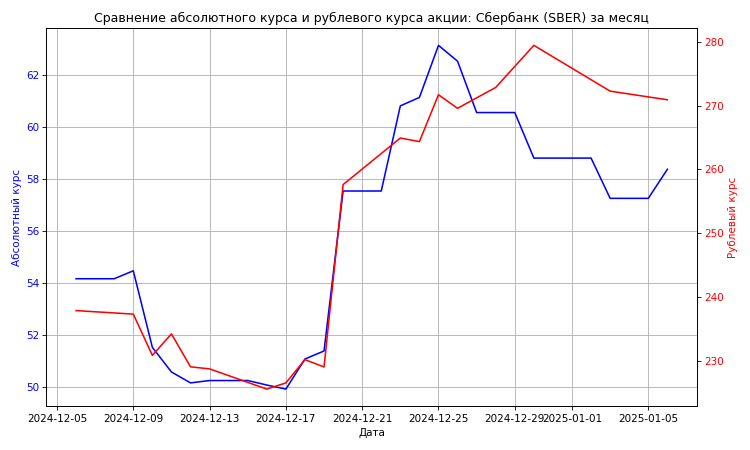 Сравнение абсолютного курса и рублевого курса акции: Сбербанк (SBER) за месяц
Абсолютный курс
62
60
58
56
54
52
50
280
270
260
250
240
230
Рублевый курс
2024-12-05 2024-12-09 2024-12-13 2024-12-17 2024-12-21 2024-12-25 2024-12-29 2025-01-01 2025-01-05
Дата